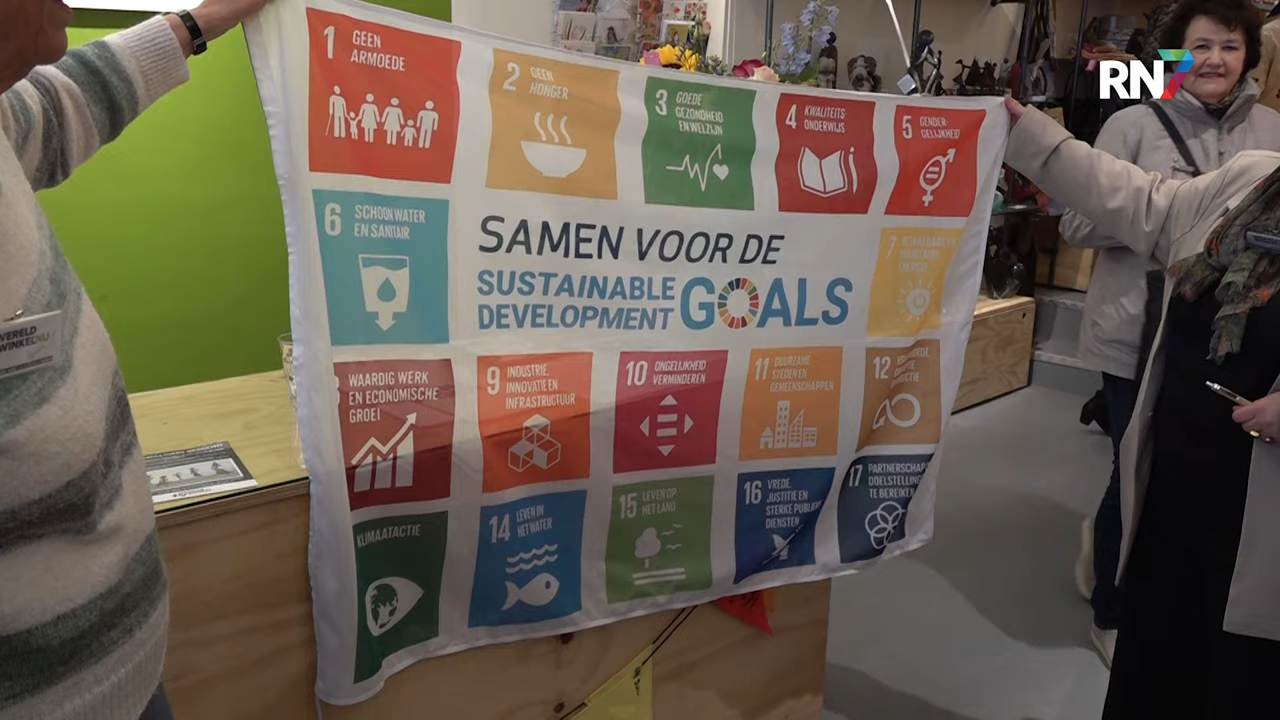 RN7
1 GEEN
ARMOEDE
2 GEEN
HONGER
3 GOEDE
GEZONDHEID
EN WELZIJN
4 KWALITEITS-
ONDERWIJS
5 GENDER-
GELIJKHEID
6 SCHOON WATER
EN SANITAIR
SAMEN VOOR DE
SUSTAINABLE
DEVELOPMENT
GOALS
7
WAARDIG WERK
EN ECONOMISCHE
GROEI
9 INDUSTRIE,
INNOVATIE EN
INFRASTRUCTUUR
10 ONGELIJKHEID
VERMINDEREN
11 DUURZAME
STEDEN EN
GEMEENSCHAPPEN
12
KLIMAATACTIE
14 LEVEN IN
HET WATER
15 LEVEN OP
HET LAND
16 VREDE,
JUSTITIE EN
STERKE PUBLIEKE
DIENSTEN
17 PARTNERSCHAP
DOELSTELLING
TE BEREIKEN
WERELD
WINKEL